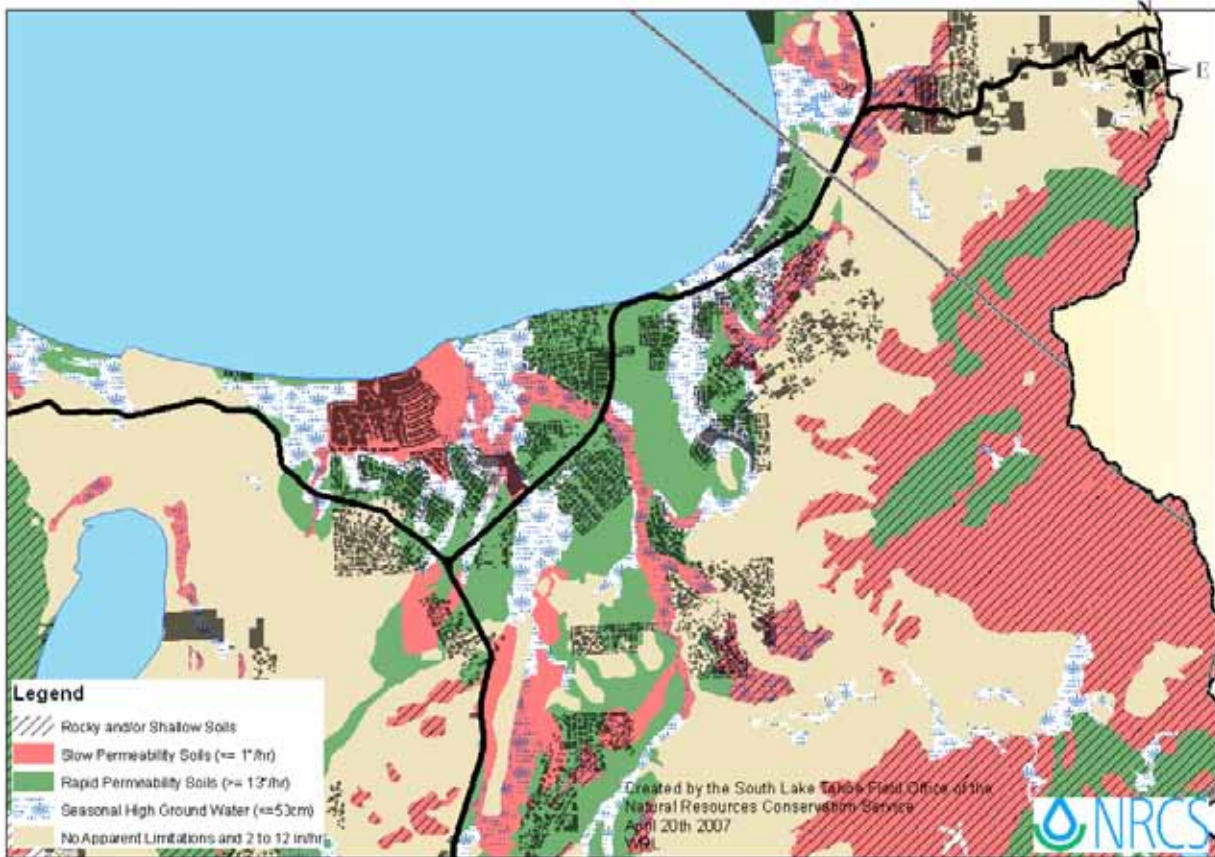 N
E
Legend
Rocky and/or Shallow Soils
Slow Permeability Soils (<= 1"/hr)
Rapid Permeability Soils (>= 13"/hr)
Seasonal High Ground Water (<=53cm)
No Apparent Limitations and 2 to 12 in/hr
Created by the South Lake Tahoe Field Office of the
Natural Resources Conservation Service
April 20th 2007
WRL
NRCS